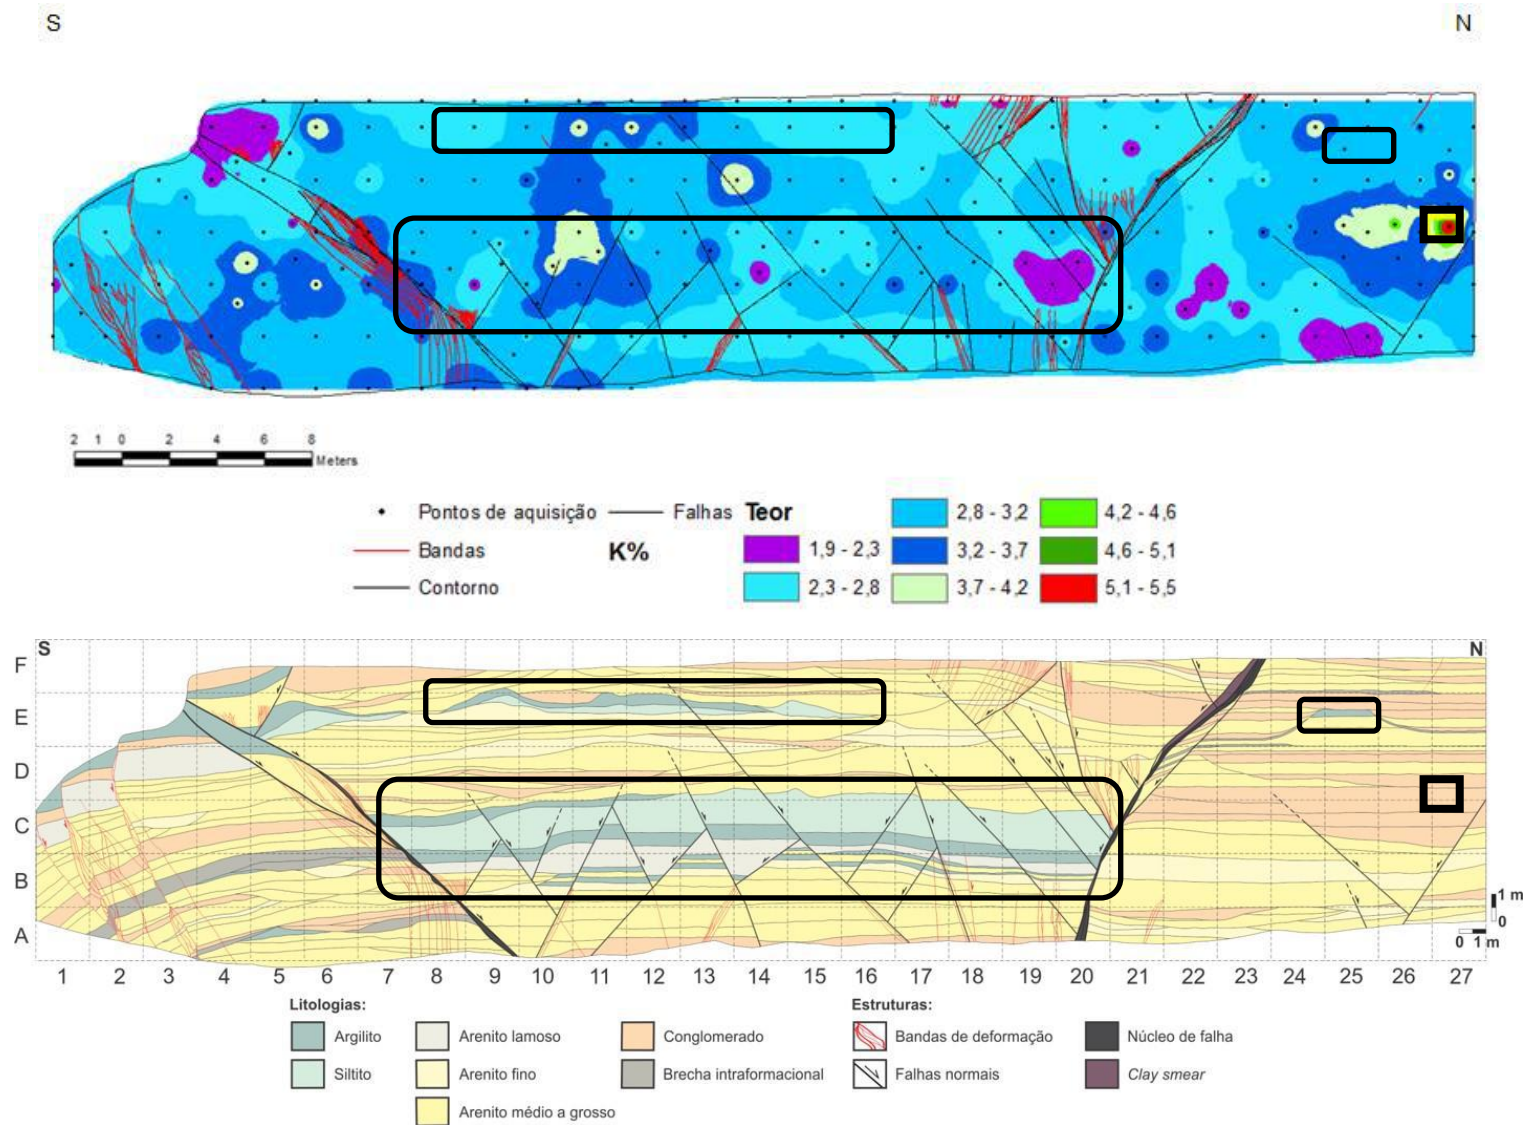 S N
2 1 0 2 4 6 8
Meters
Pontos de aquisição Falhas Teor 2,8 - 3,2 4,2 - 4,6
Bandas K% 1,9 - 2,3 3,2 - 3,7 4,6 - 5,1
Contorno 2,3 - 2,8 3,7 - 4,2 5,1 - 5,5
S N
F
E
D
C
B
A
1 m
0
0 1 m
1 2 3 4 5 6 7 8 9 10 11 12 13 14 15 16 17 18 19 20 21 22 23 24 25 26 27
Litologias: Estruturas:
Argilito Arenito lamoso Conglomerado Bandas de deformação Núcleo de falha
Siltito Arenito fino Brecha intraformacional Falhas normais Clay smear
Arenito médio a grosso